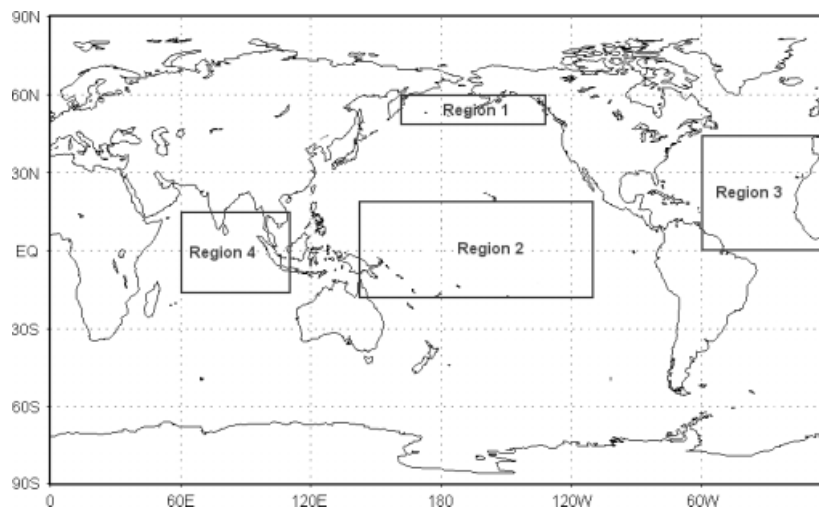 90N
60N
Region 1
30N
Region 3
Region 4
Region 2
EQ
30S
60S
90S
0 60E 120E 180 120W 60W